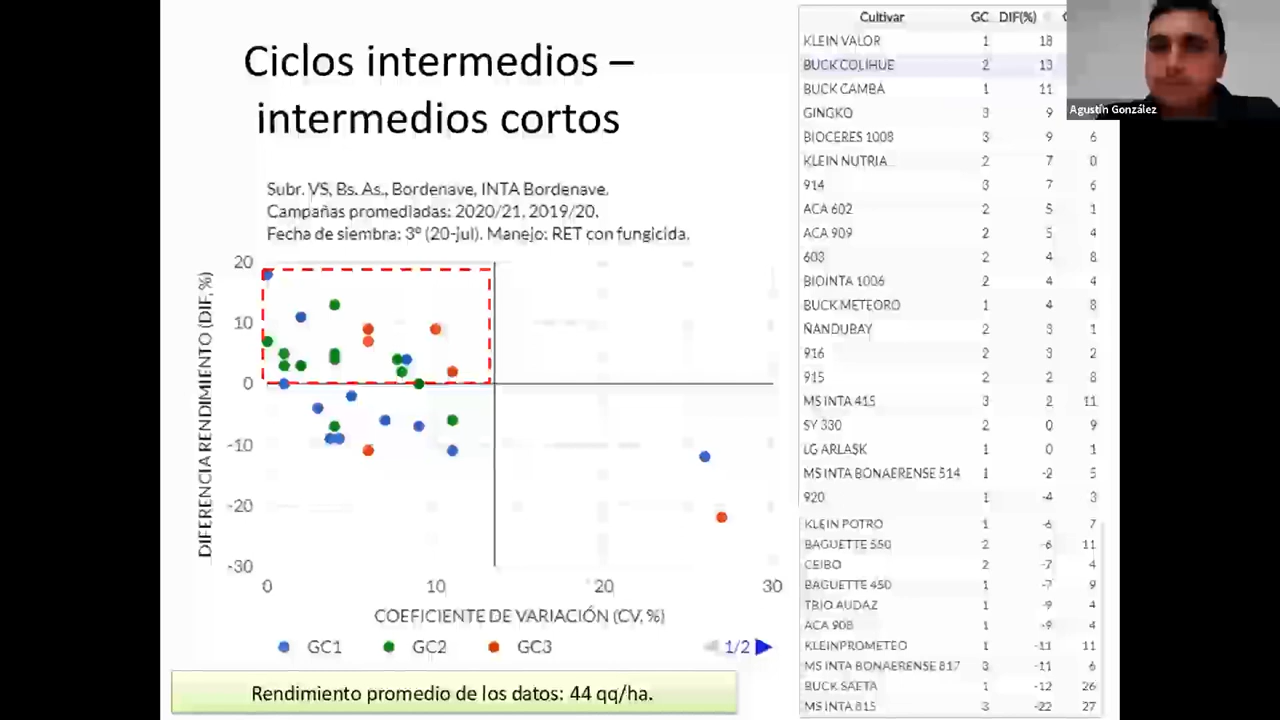 Ciclos intermedios –
intermedios cortos
Subr. VS, Bs. As., Bordenave, INTA Bordenave.
Campañas promediadas: 2020/21, 2019/20.
Fecha de siembra: 3º (20-jul). Manejo: RET con fungicida.
DIFERENCIA RENDIMIENTO (DIF, %)
20
10
0
-10
-20
-30
0 10 20 30
COEFICIENTE DE VARIACIÓN (CV, %)
GC1 GC2 GC3 1/2
Rendimiento promedio de los datos: 44 qq/ha.
Cultivar GC DIF(%)
KLEIN VALOR 1 18
BUCK COLIHUE 2 13
BUCK CAMBA 1 11
GINGKO 3 9
BIOCERES 1008 3 9 6
KLEIN NUTRIA 2 7 0
914 3 7 6
ACA 602 2 5 1
ACA 909 2 5 4
603 2 4 8
BIOINTA 1006 2 4 4
BUCK METEORO 1 4 8
ÑANDUBAY 2 3 1
916 2 3 2
915 2 2 8
MS INTA 415 3 2 11
SY 330 2 0 9
LG ARLASK 1 0 1
MS INTA BONAERENSE 514 1 -2 5
920 1 -4 3
KLEIN POTRO 1 -6 7
BAGUETTE 550 2 -6 11
CEIBO 2 -7 4
BAGUETTE 450 1 -7 9
TBIO AUDAZ 1 -9 4
ACA 908 1 -9 4
KLEINPROMETEO 1 -11 11
MS INTA BONAERENSE 817 3 -11 6
BUCK SAETA 1 -12 26
MS INTA 815 3 -22 27
Agustín González